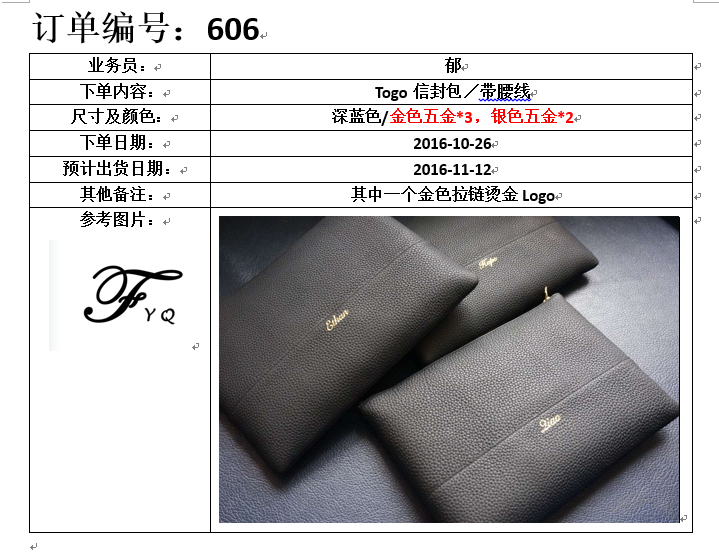 订单编号：606
业务员：
郁
下单内容：
Togo 信封包／带腰线
尺寸及颜色：
深蓝色/金色五金*3，银色五金*2
下单日期：
2016-10-26
预计出货日期：
2016-11-12
其他备注：
其中一个金色拉链烫金 Logo
参考图片：
F YQ
Ethan
Hope
Ziao